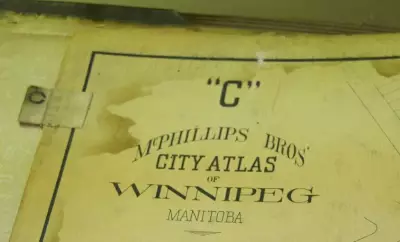 C
"C"
McPHILLIPS BROS'
CITY ATLAS
OF
WINNIPEG
MANITOBA